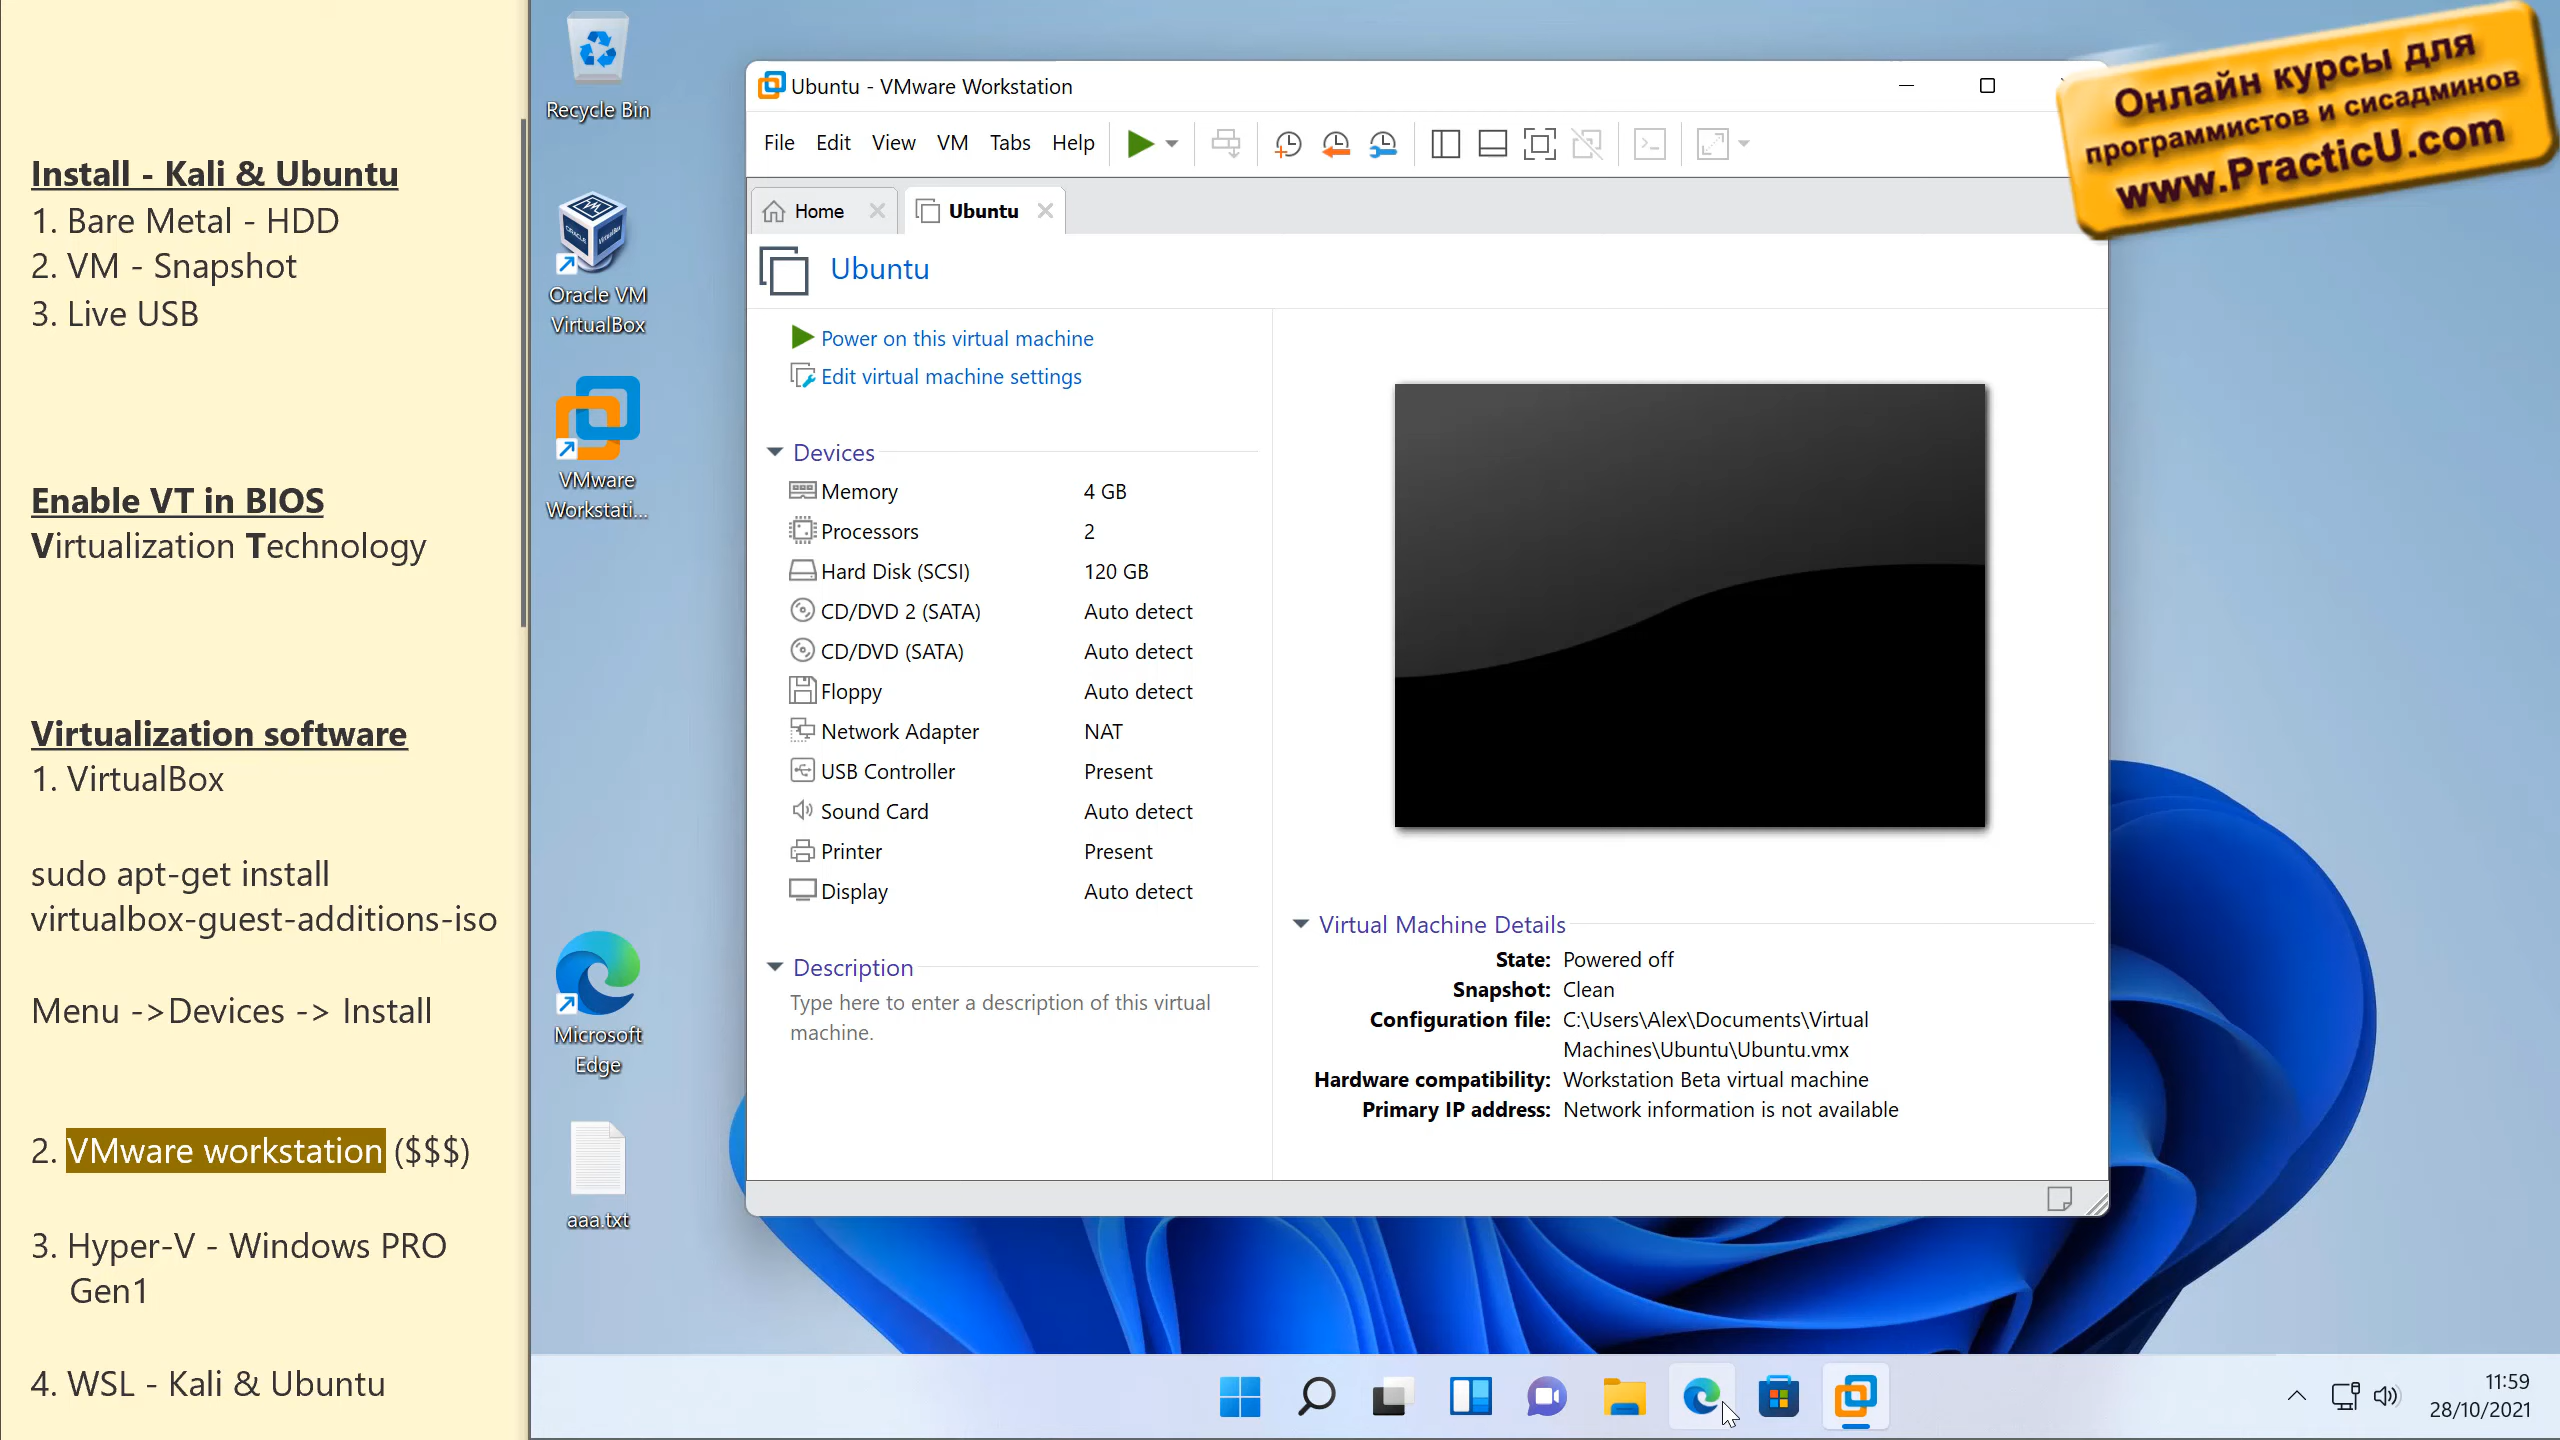 Install - Kali & Ubuntu
1. Bare Metal - HDD
2. VM - Snapshot
3. Live USB
Enable VT in BIOS
Virtualization Technology
Virtualization software
1. VirtualBox
sudo apt-get install
virtualbox-guest-additions-iso
Menu ->Devices -> Install
2. VMware workstation ($$$)
3. Hyper-V - Windows PRO
Gen1
4. WSL - Kali & Ubuntu
Recycle Bin
Oracle VM
VirtualBox
VMware
Workstati...
Microsoft
Edge
aaa.txt
Ubuntu - VMware Workstation
File Edit View VM Tabs Help
Home
Ubuntu
Ubuntu
Power on this virtual machine
Edit virtual machine settings
Devices
Memory 4 GB
Processors 2
Hard Disk (SCSI) 120 GB
CD/DVD 2 (SATA) Auto detect
CD/DVD (SATA) Auto detect
Floppy Auto detect
Network Adapter NAT
USB Controller Present
Sound Card Auto detect
Printer Present
Display Auto detect
Description
Type here to enter a description of this virtual
machine.
Virtual Machine Details
State: Powered off
Snapshot: Clean
Configuration file: C:\Users\Alex\Documents\Virtual
Machines\Ubuntu\Ubuntu.vmx
Hardware compatibility: Workstation Beta virtual machine
Primary IP address: Network information is not available
Онлайн курсы для
программистов и сисадминов
www.PracticU.com
11:59
28/10/2021